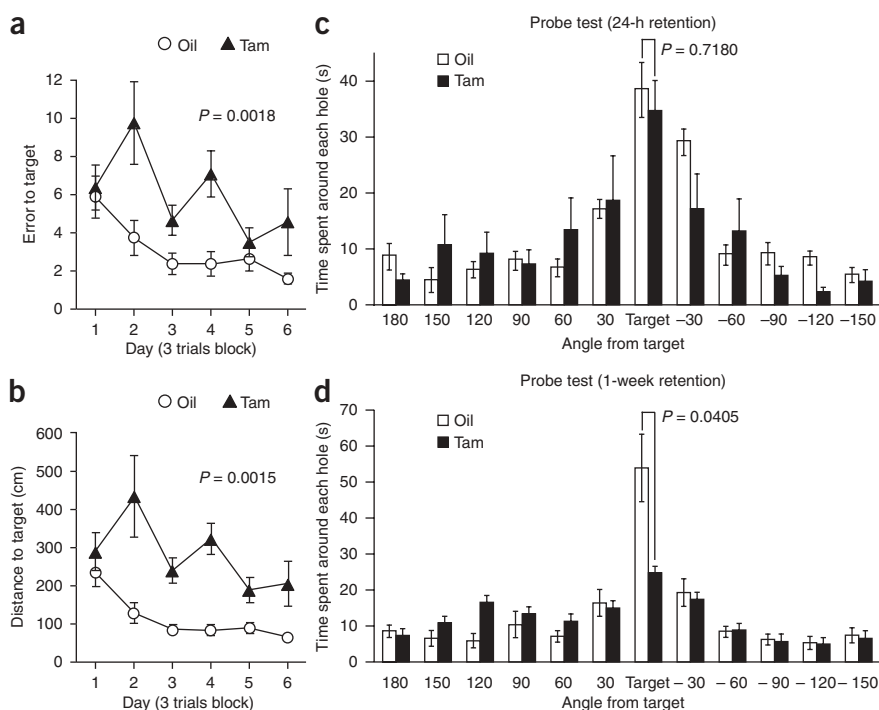 a
Oil
Tam
12
10
8
6
4
2
0
Error to target
P = 0.0018
1 2 3 4 5 6
Day (3 trials block)
b
Oil
Tam
600
500
400
300
200
100
0
Distance to target (cm)
P = 0.0015
1 2 3 4 5 6
Day (3 trials block)
c
Probe test (24-h retention)
Oil
Tam
P = 0.7180
40
30
20
10
0
Time spent around each hole (s)
180 150 120 90 60 30 Target –30 –60 –90 –120 –150
Angle from target
d
Probe test (1-week retention)
Oil
Tam
P = 0.0405
70
60
50
40
30
20
10
0
Time spent around each hole (s)
180 150 120 90 60 30 Target – 30 – 60 – 90 – 120 – 150
Angle from target